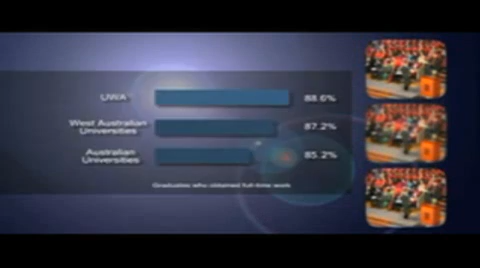 UWA
88.6%
West Australian
Universities
87.2%
Australian
Universities
85.2%
Graduates who obtained full-time work